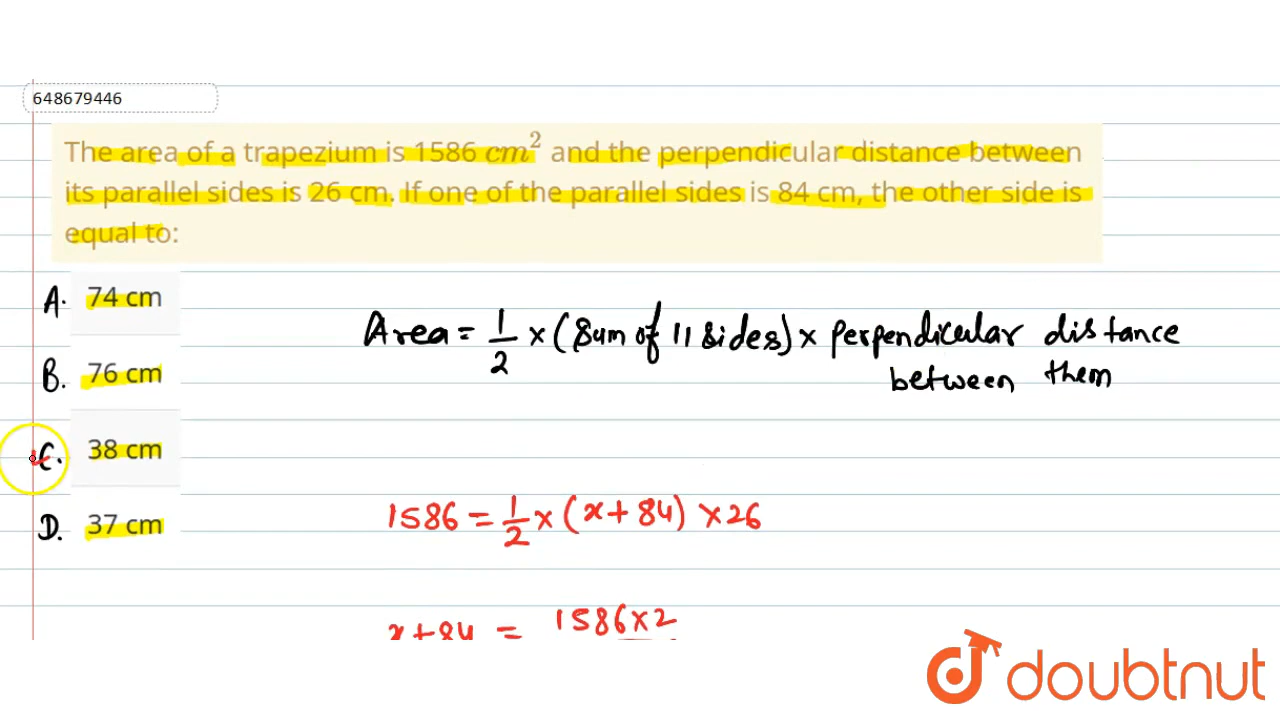 648679446
The area of a trapezium is 1586 cm² and the perpendicular distance between
its parallel sides is 26 cm. If one of the parallel sides is 84 cm, the other side is
equal to:
A. 74 cm
B. 76 cm
C. 38 cm
D. 37 cm
Area = 1/2 × (Sum of 11 sides) × perpendicular distance
between them
1586 = 1/2 × (x + 84) × 26
x + 84 = 1586 × 2
doubtnut